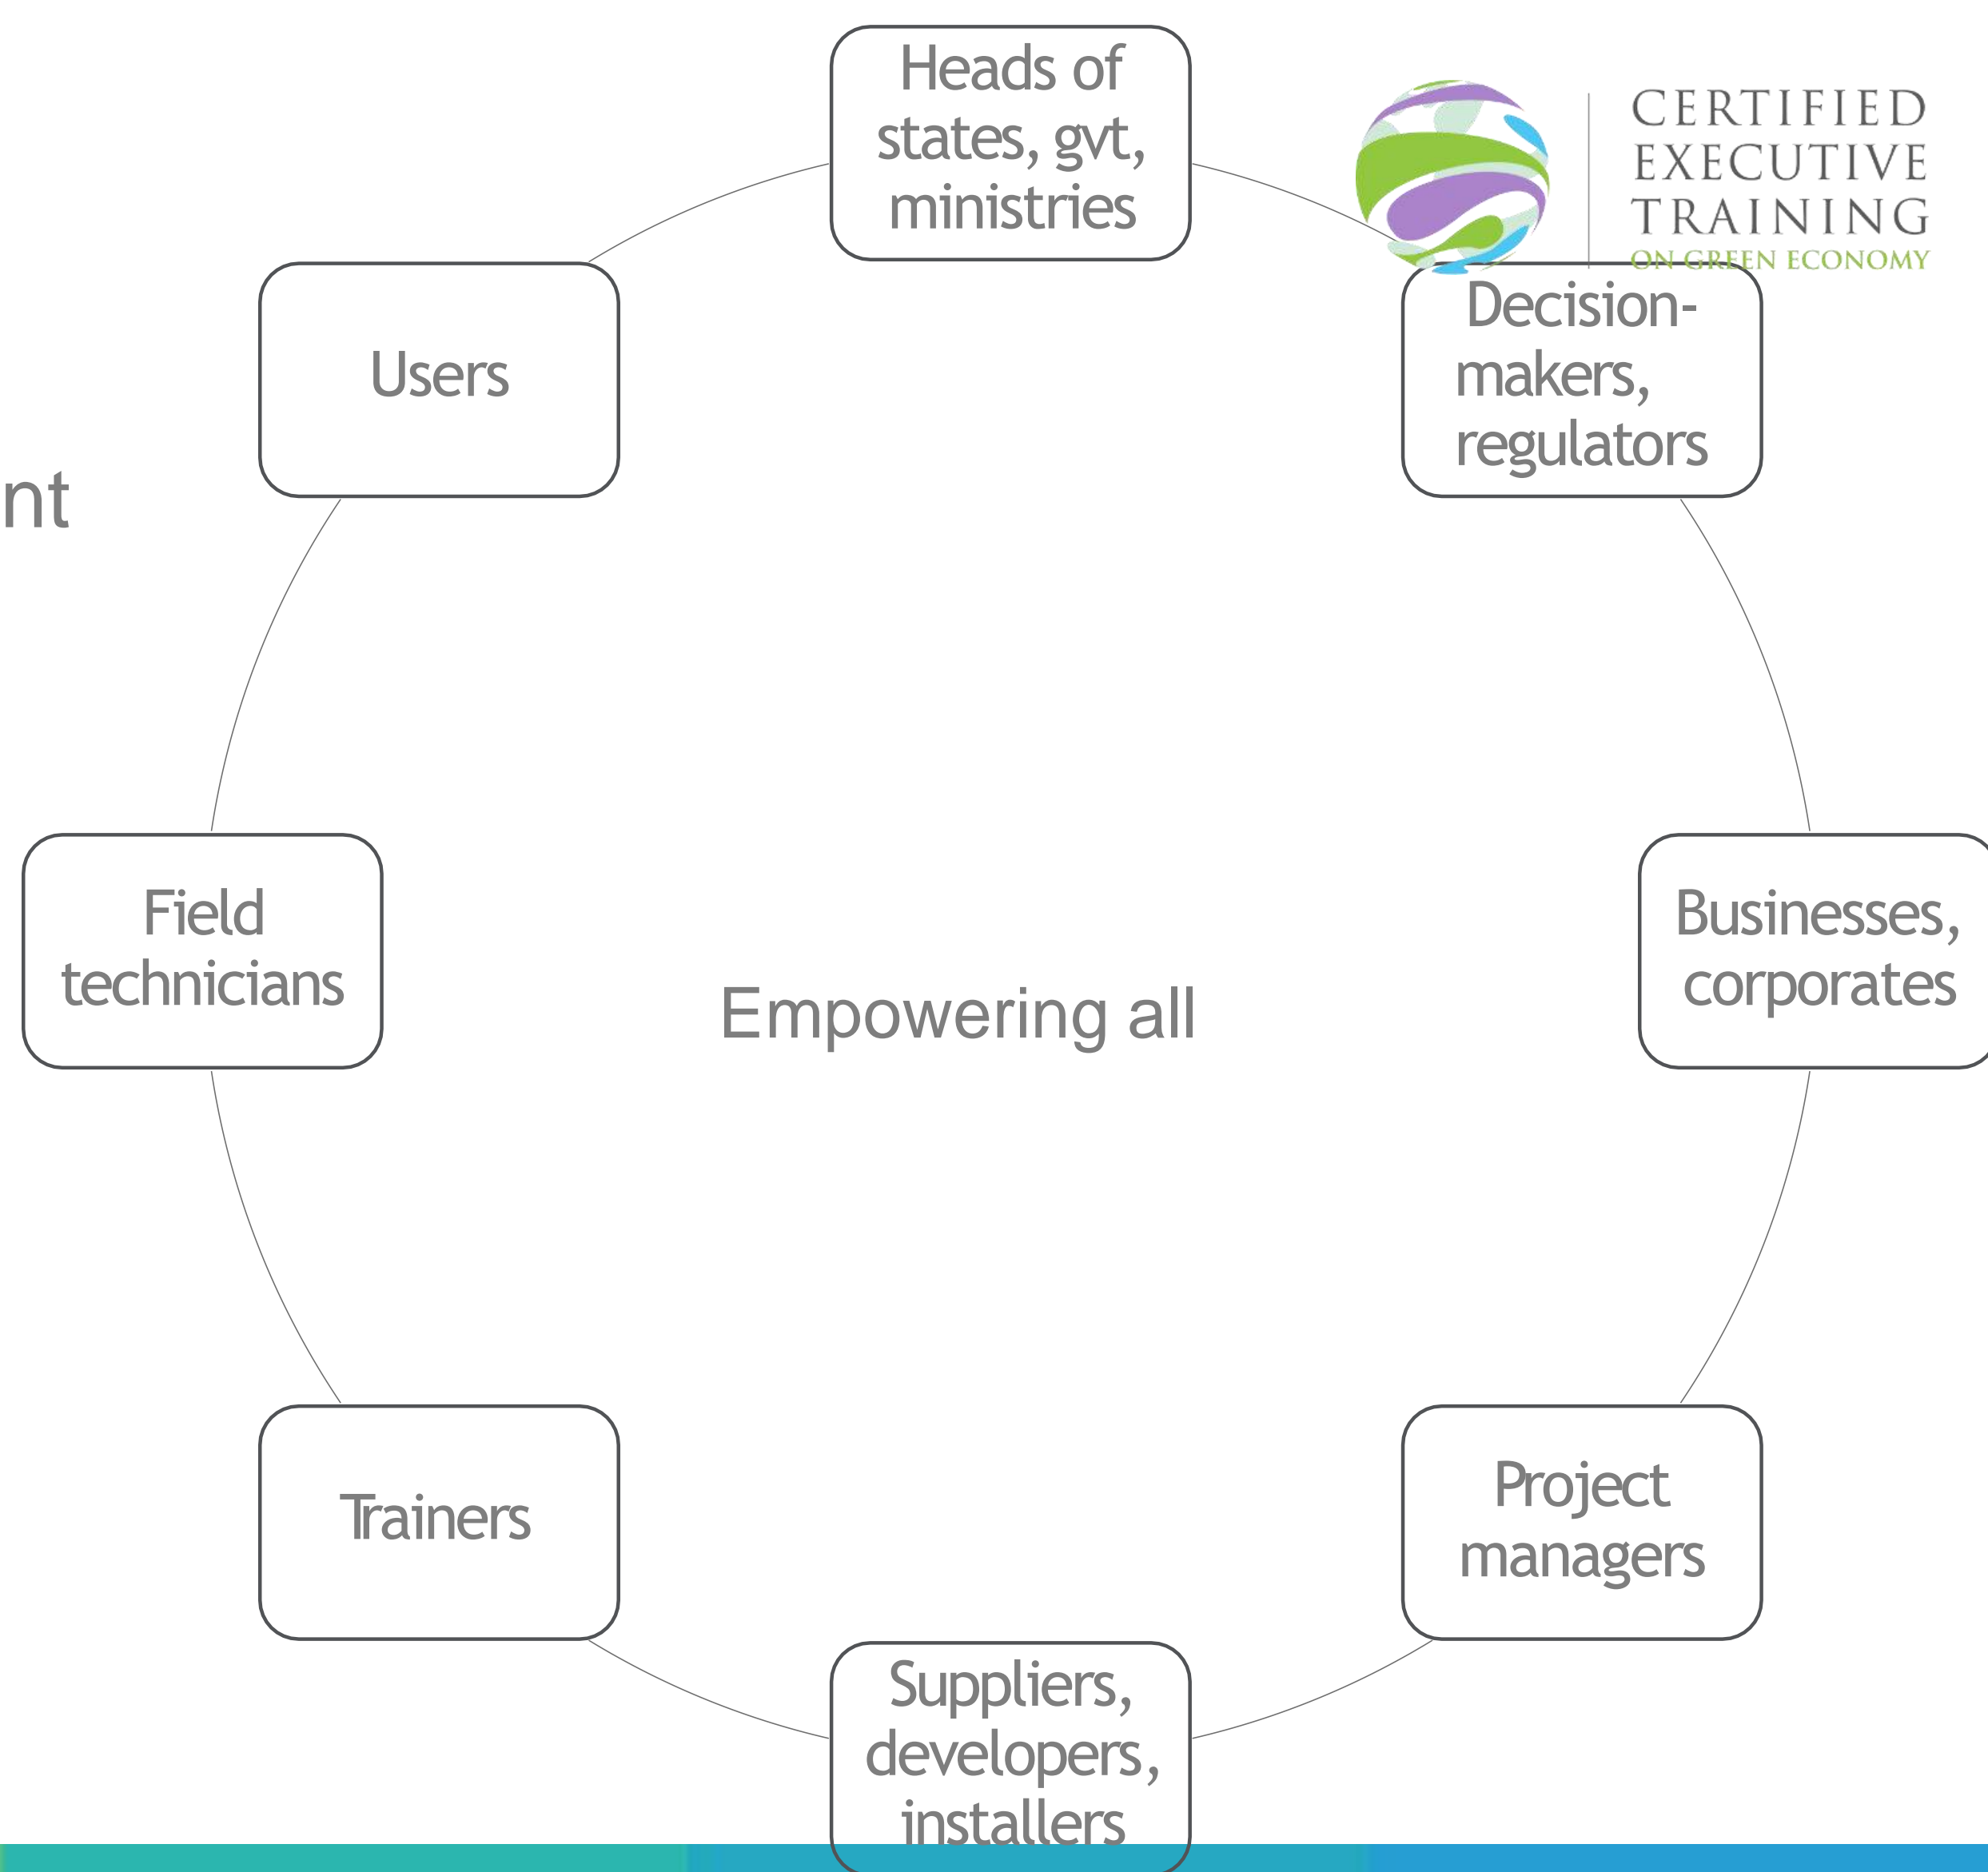 Heads of
states, gvt,
ministries
CERTIFIED
EXECUTIVE
TRAINING
ON GREEN ECONOMY
Decision-
makers,
regulators
Users
nt
Businesses,
corporates
Field
technicians
Empowering all
Project
managers
Trainers
Suppliers,
developers,
installers